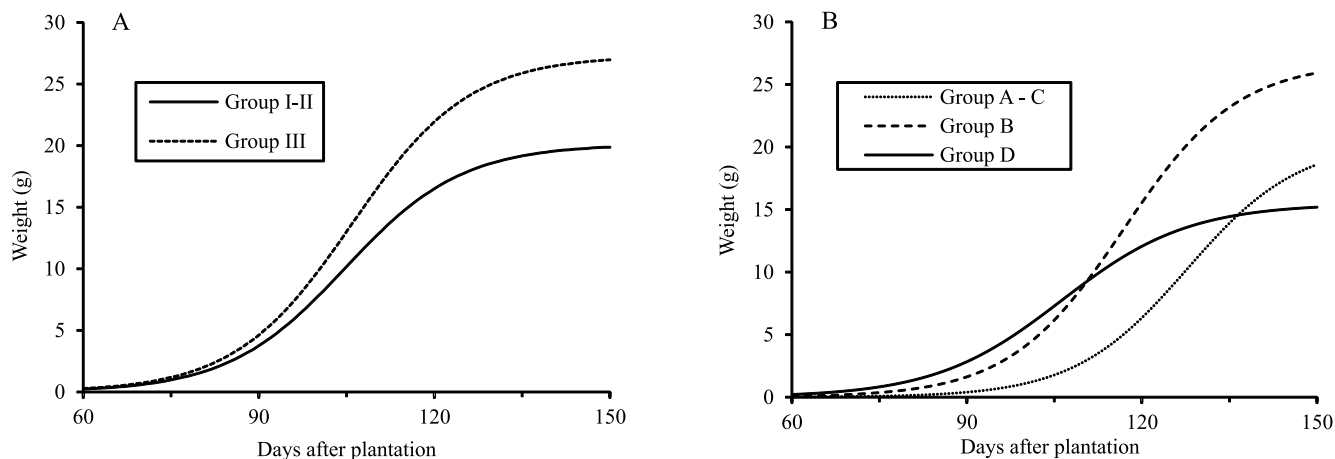 A
Weight (g)
30
25
20
15
10
5
0
Group I-II
Group III
60 90 120 150
Days after plantation
B
Weight (g)
30
25
20
15
10
5
0
Group A - C
Group B
Group D
60 90 120 150
Days after plantation